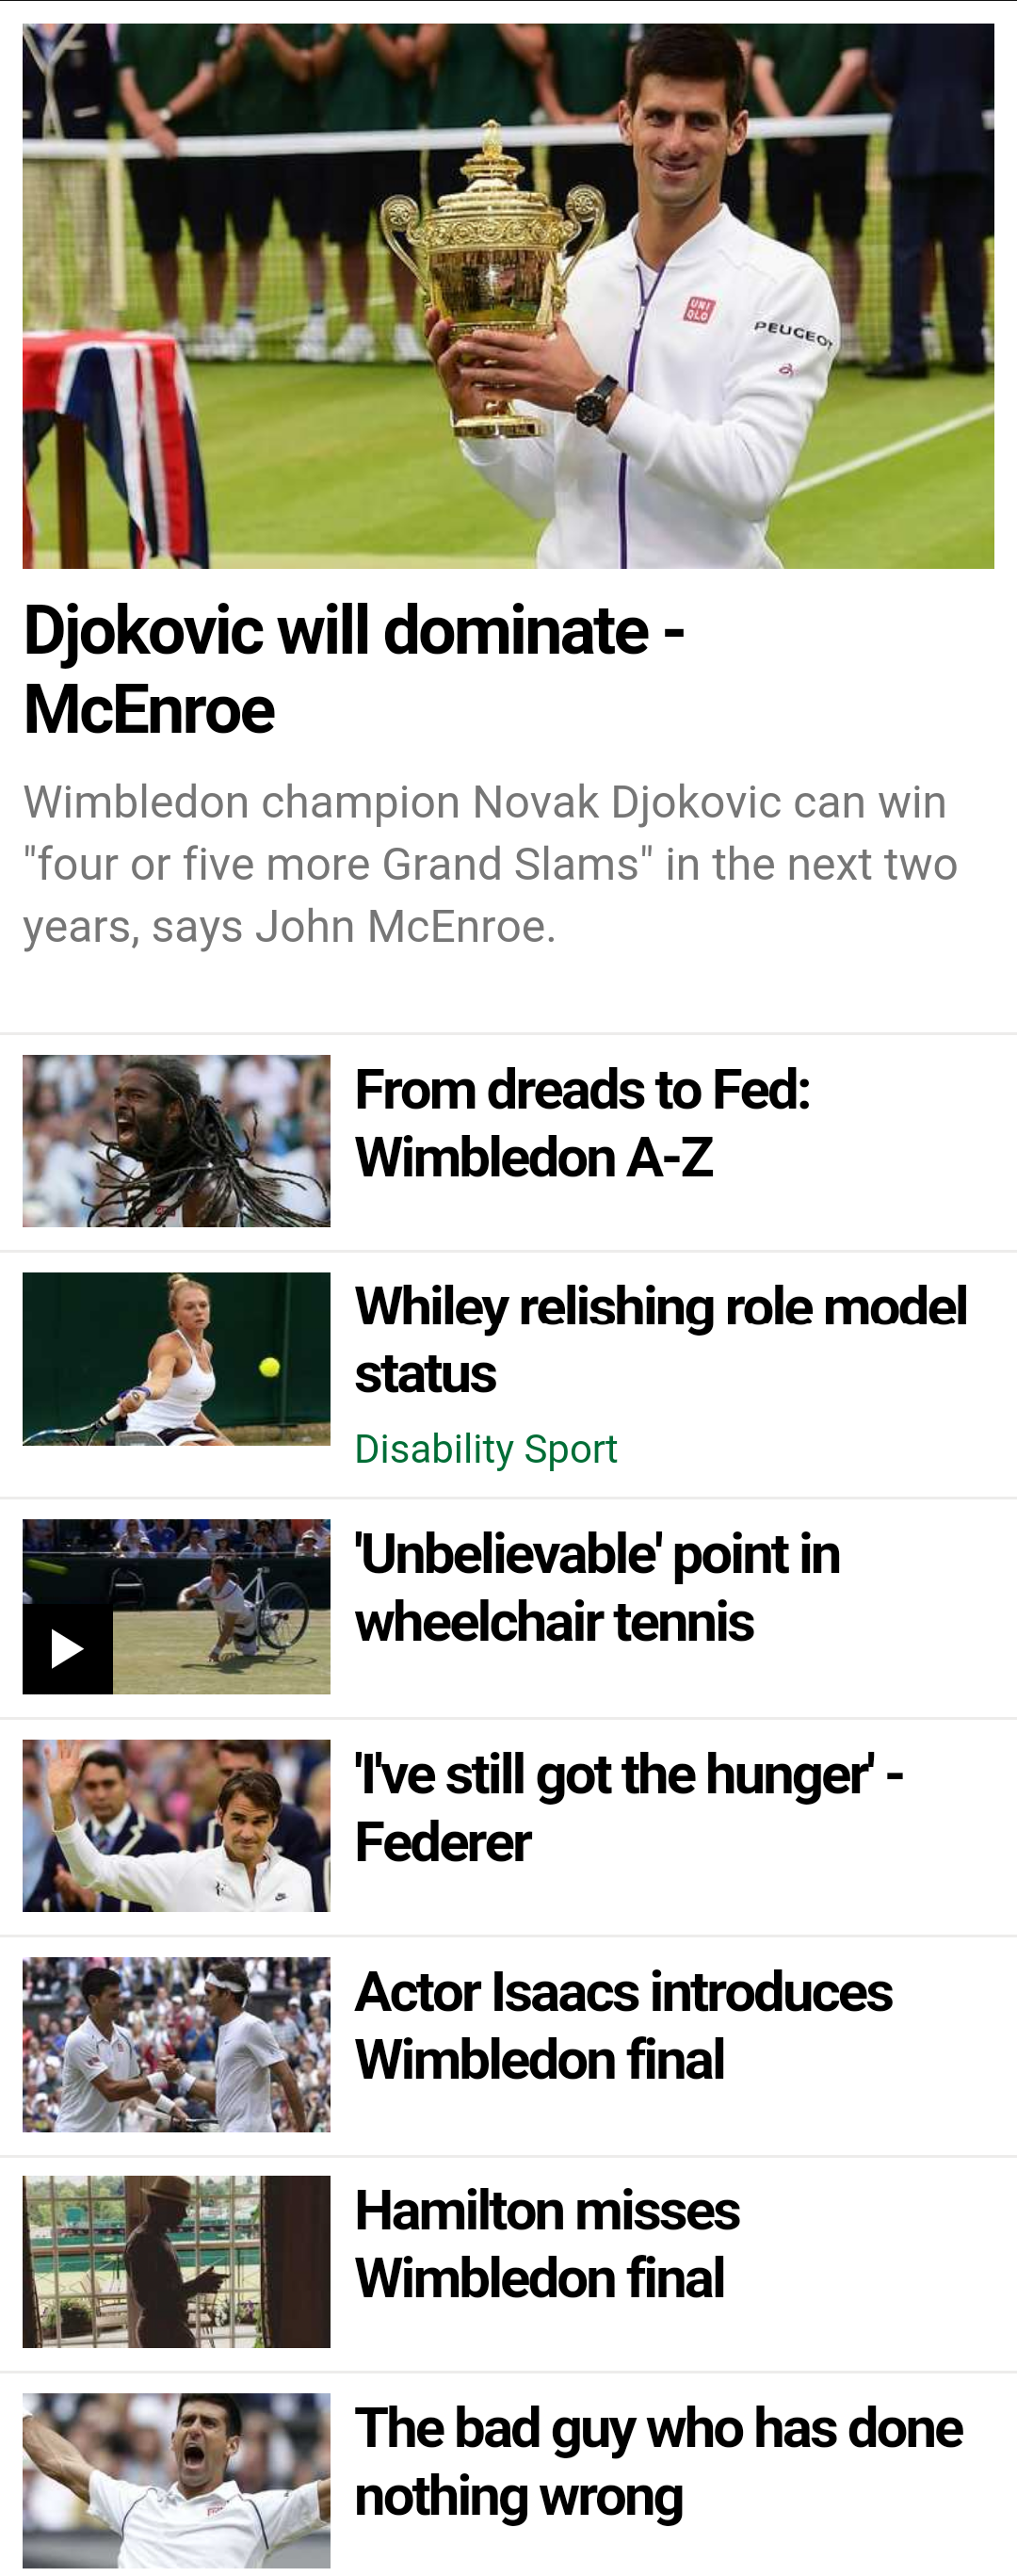 UNI
QLO
PEUGEOT
Djokovic will dominate -
McEnroe
Wimbledon champion Novak Djokovic can win
"four or five more Grand Slams" in the next two
years, says John McEnroe.
From dreads to Fed:
Wimbledon A-Z
Whiley relishing role model
status
Disability Sport
'Unbelievable' point in
wheelchair tennis
'I've still got the hunger' -
Federer
Actor Isaacs introduces
Wimbledon final
Hamilton misses
Wimbledon final
The bad guy who has done
nothing wrong